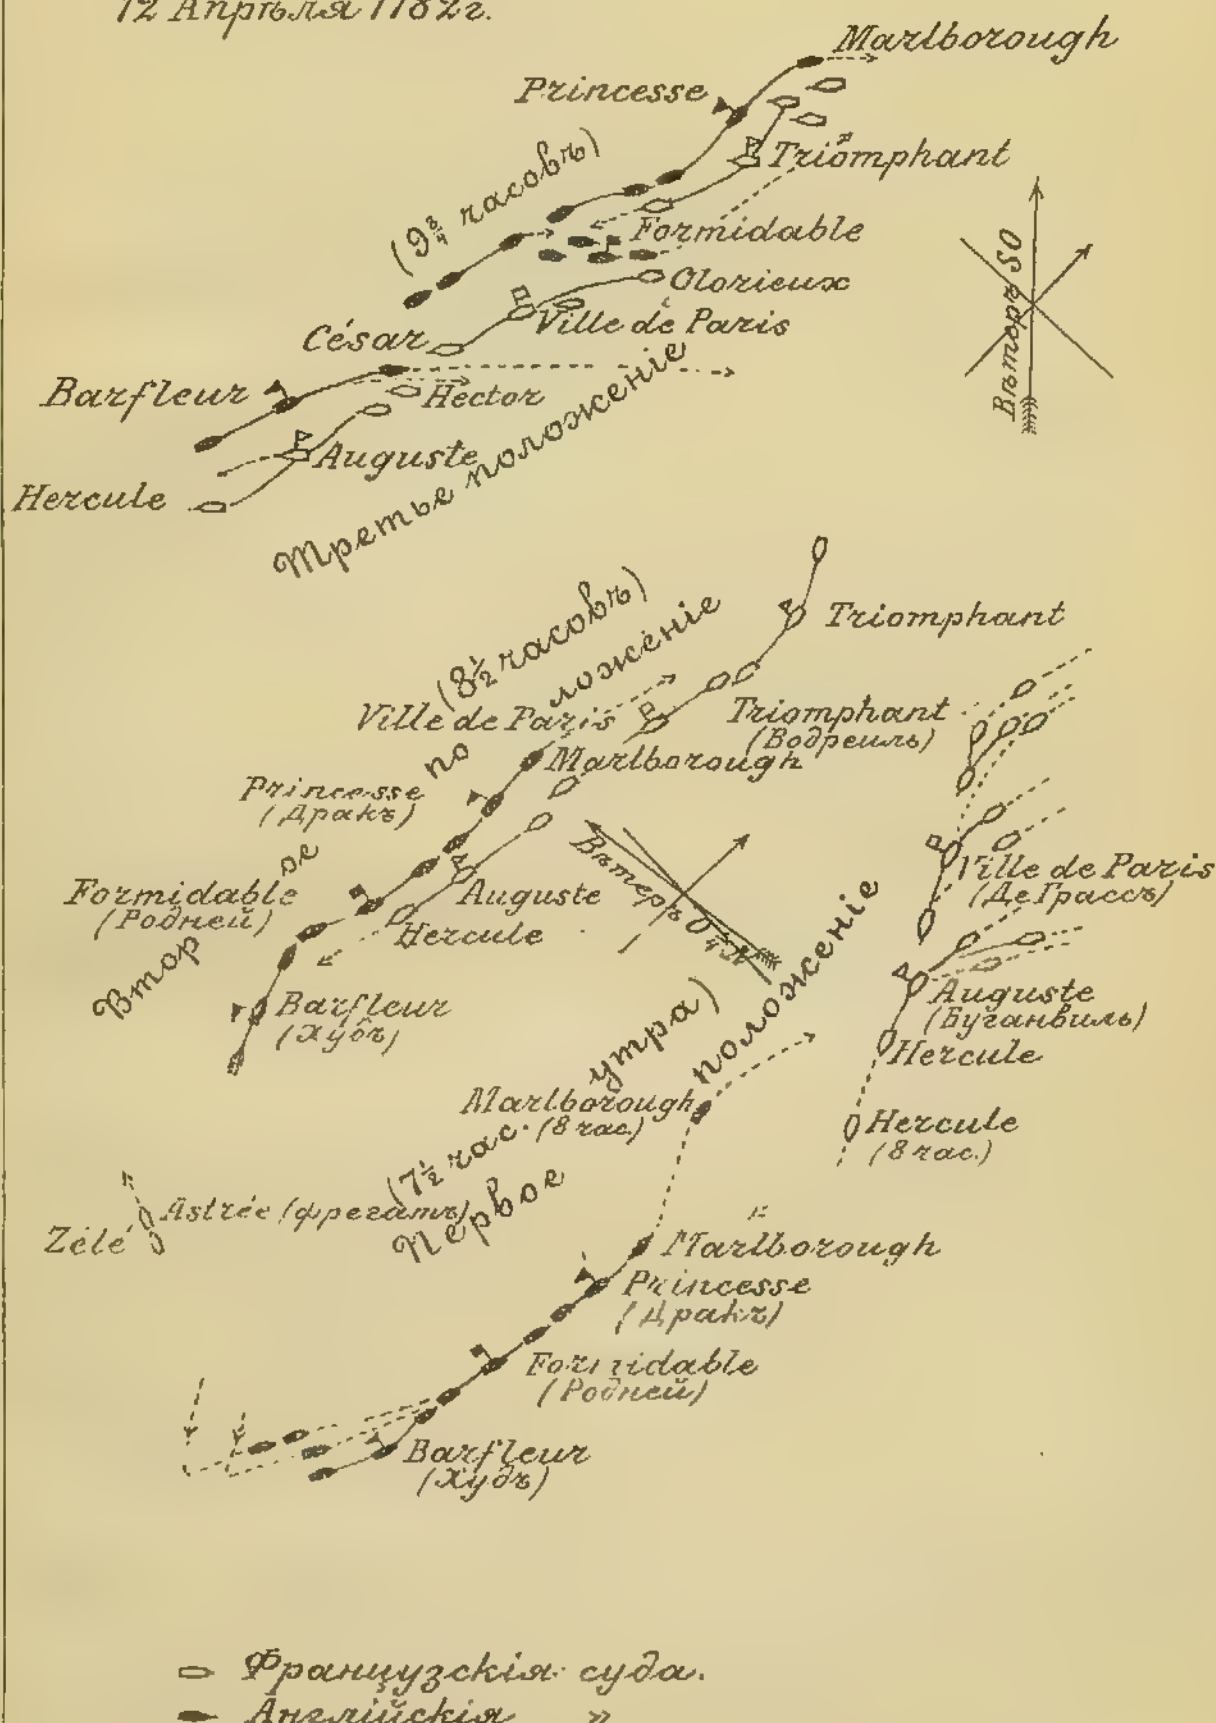 12 Апрѣля 1782г.
Marlborough
Princesse
Triomphant
(9¾ часовъ)
Formidable
Glorieux
Ville de Paris
César
Barfleur
Hector
Auguste
Hercule
Третье положеніе
Вѣтеръ SO
(8½ часовъ)
Второе положеніе
Triomphant
Ville de Paris
Triomphant
(Водреиль)
Marlborough
Princesse
(Дракъ)
Formidable
(Родней)
Auguste
Hercule
Barfleur
(Худъ)
Ville de Paris
(Де Грассъ)
Auguste
(Буганвиль)
Hercule
Hercule
(8 час.)
(7½ час. утра)
Первое положеніе
Marlborough
(8 час.)
Astrée (фрегатъ)
Zélé
Marlborough
Princesse
(Дракъ)
Formidable
(Родней)
Barfleur
(Худъ)
Французскія суда.
Англійскія »